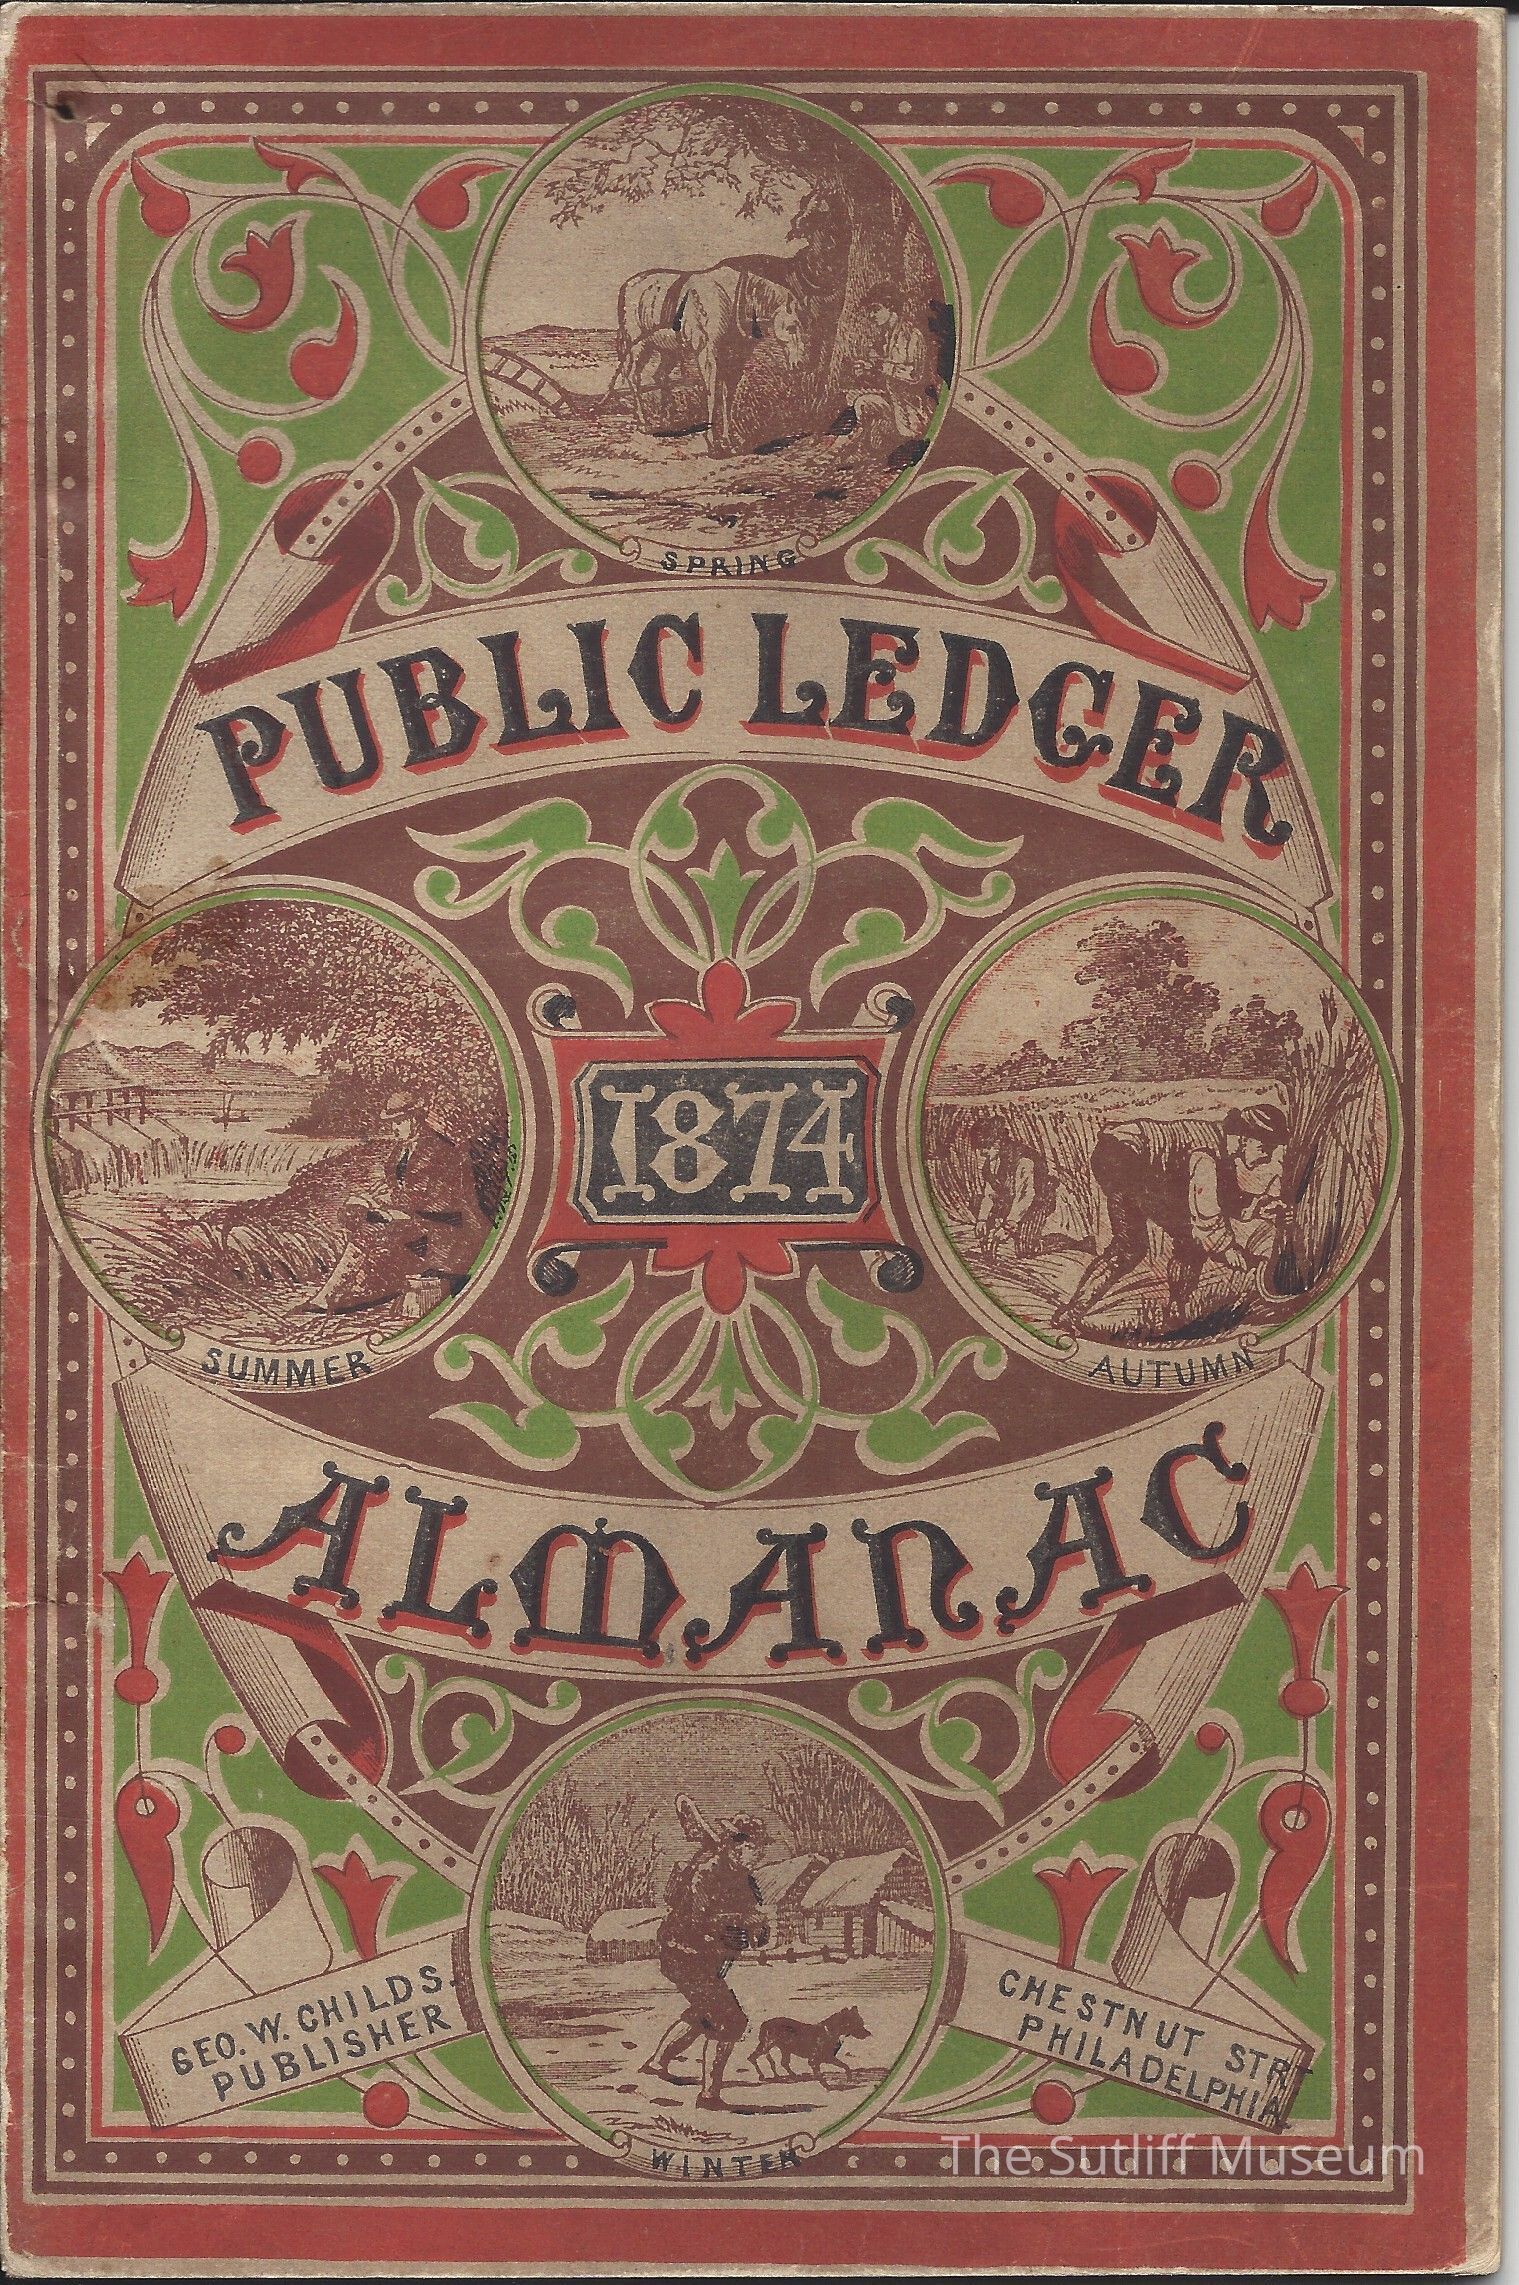 SPRING
PUBLIC LEDGER
1874
SUMMER
AUTUMN
ALMANAC
GEO. W. CHILDS.
PUBLISHER
CHESTNUT STR
PHILADELPHIA.
WINTER
The Sutliff Museum